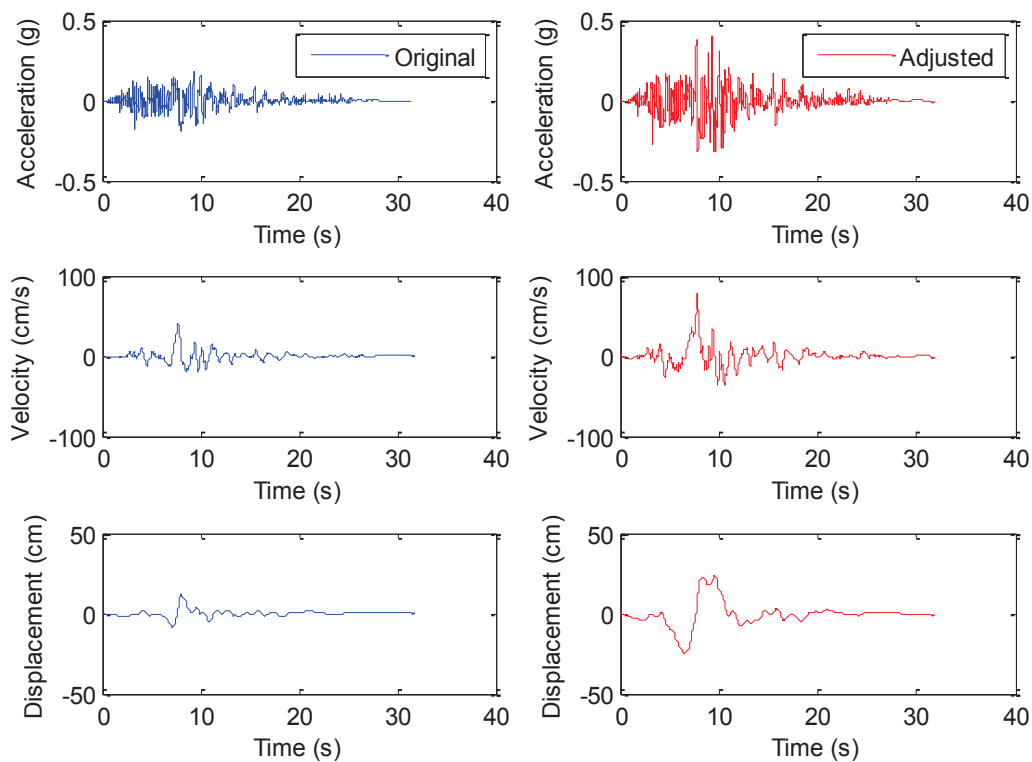 Acceleration (g)
0.5
0
-0.5
Original
0 10 20 30 40
Time (s)
Acceleration (g)
0.5
0
-0.5
Adjusted
0 10 20 30 40
Time (s)
Velocity (cm/s)
100
0
-100
0 10 20 30 40
Time (s)
Velocity (cm/s)
100
0
-100
0 10 20 30 40
Time (s)
Displacement (cm)
50
0
-50
0 10 20 30 40
Time (s)
Displacement (cm)
50
0
-50
0 10 20 30 40
Time (s)